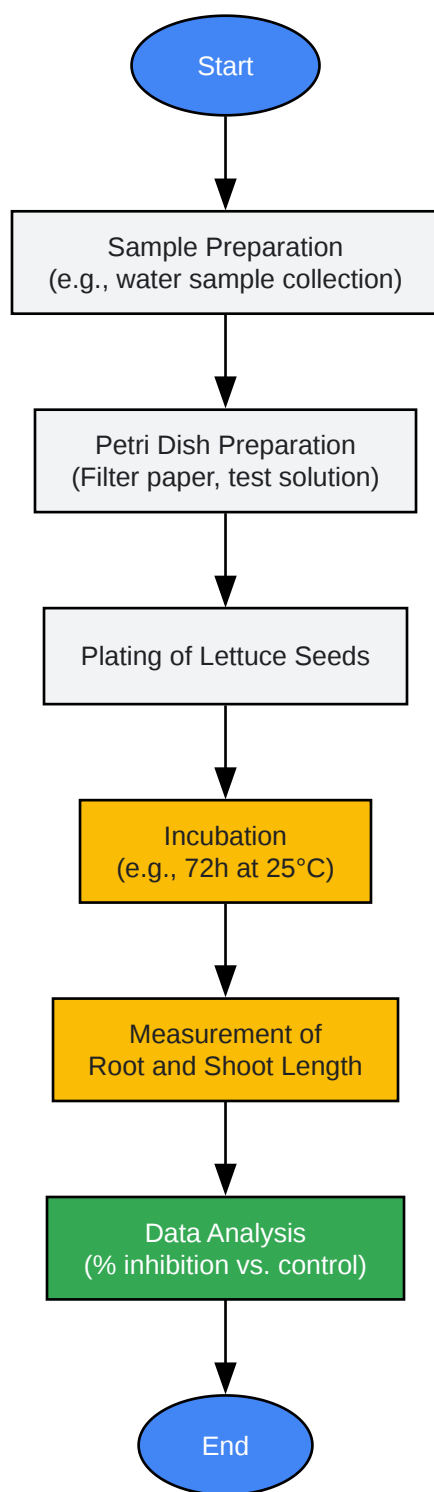 Start
Sample Preparation
(e.g., water sample collection)
Petri Dish Preparation
(Filter paper, test solution)
Plating of Lettuce Seeds
Incubation
(e.g., 72h at 25°C)
Measurement of
Root and Shoot Length
Data Analysis
(% inhibition vs. control)
End